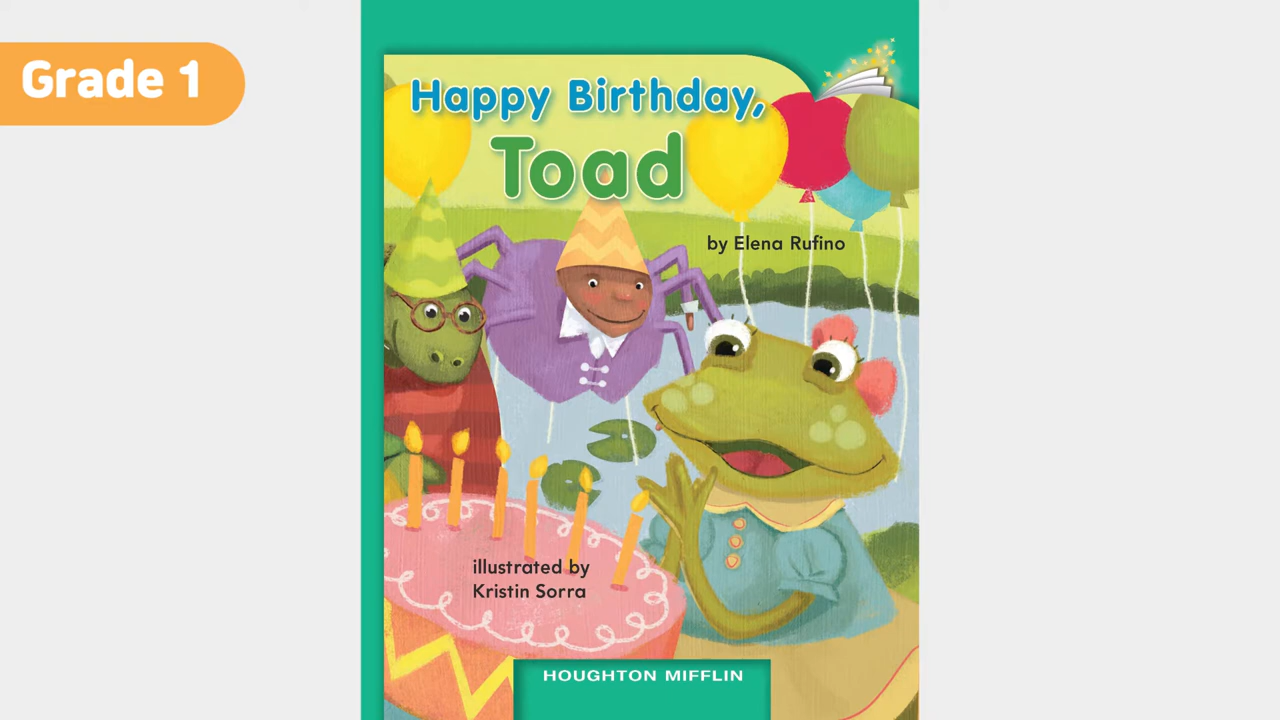 Grade 1
Happy Birthday,
Toad
by Elena Rufino
illustrated by
Kristin Sorra
HOUGHTON MIFFLIN